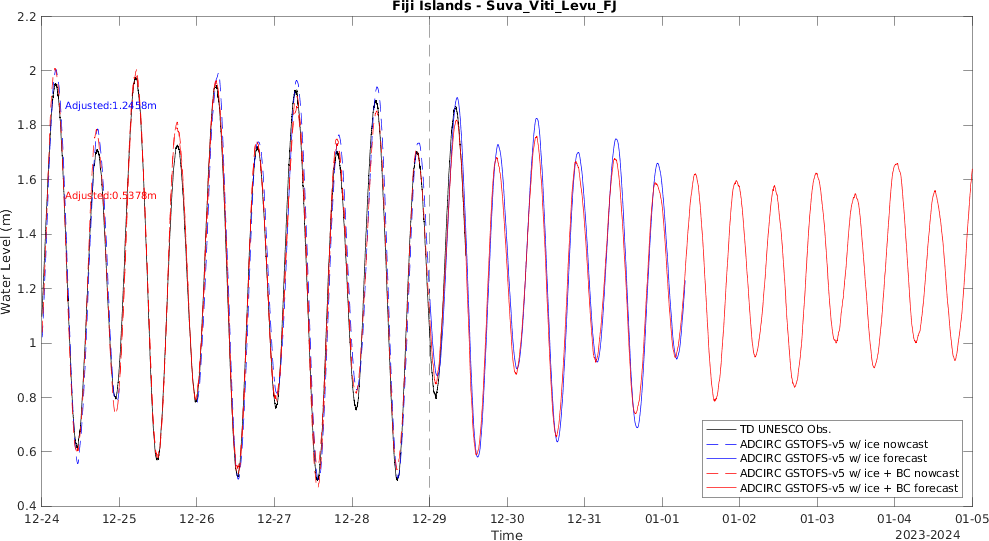 Fiji Islands - Suva_Viti_Levu_FJ
Water Level (m)
2.2
2
1.8
1.6
1.4
1.2
1
0.8
0.6
0.4
Adjusted:1.2458m
Adjusted:0.5378m
TD UNESCO Obs.
ADCIRC GSTOFS-v5 w/ ice nowcast
ADCIRC GSTOFS-v5 w/ ice forecast
ADCIRC GSTOFS-v5 w/ ice + BC nowcast
ADCIRC GSTOFS-v5 w/ ice + BC forecast
12-24 12-25 12-26 12-27 12-28 12-29 12-30 12-31 01-01 01-02 01-03 01-04 01-05
Time
2023-2024